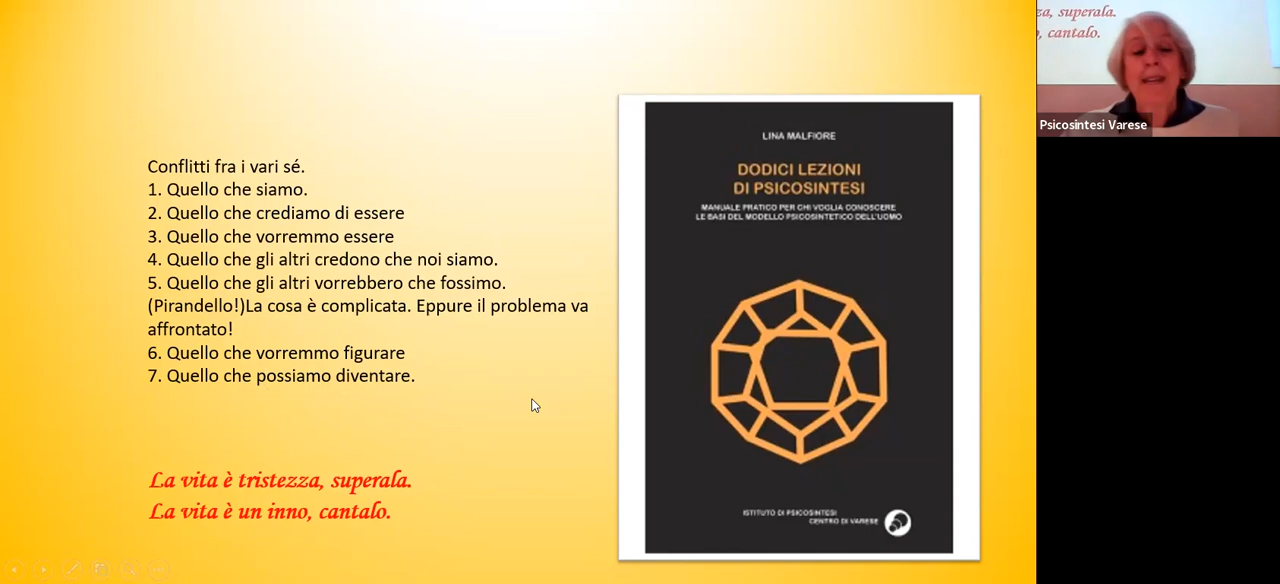 Conflitti fra i vari sé.
1. Quello che siamo.
2. Quello che crediamo di essere
3. Quello che vorremmo essere
4. Quello che gli altri credono che noi siamo.
5. Quello che gli altri vorrebbero che fossimo.
(Pirandello!)La cosa è complicata. Eppure il problema va
affrontato!
6. Quello che vorremmo figurare
7. Quello che possiamo diventare.
La vita è tristezza, superala.
La vita è un inno, cantalo.
LINA MALFIORE
DODICI LEZIONI
DI PSICOSINTESI
MANUALE PRATICO PER CHI VOGLIA CONOSCERE
LE BASI DEL MODELLO PSICOSINTETICO DELL'UOMO
ISTITUTO DI PSICOSINTESI
CENTRO DI VARESE
za, superala.
o, cantalo.
Psicosintesi Varese